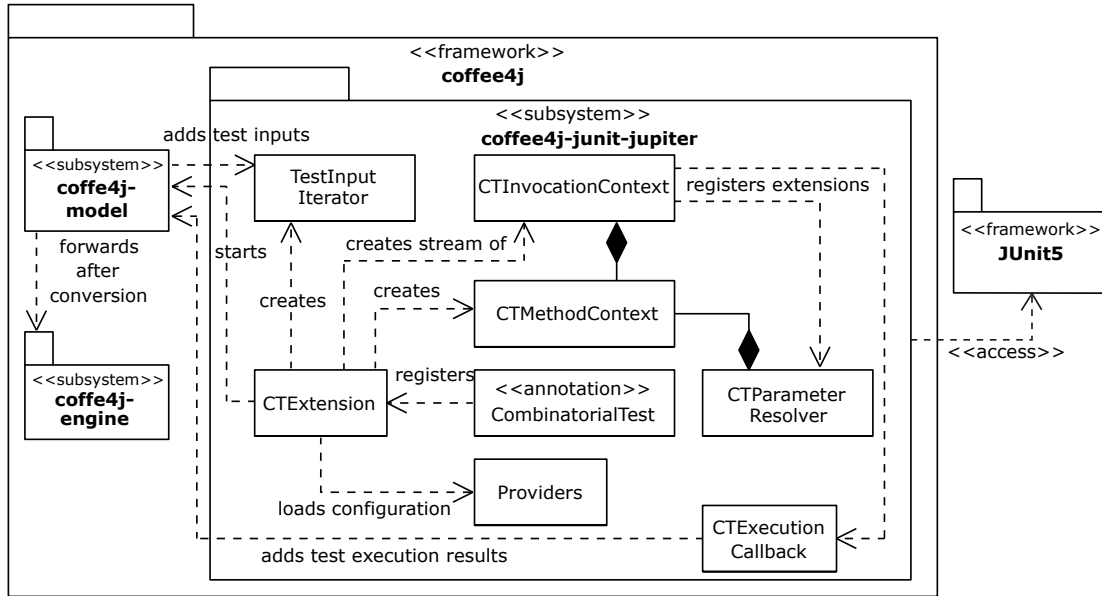 <<framework>>
coffee4j
<<subsystem>>
coffee4j-junit-jupiter
adds test inputs
<<subsystem>>
coffe4j-
model
TestInput
Iterator
CTInvocationContext
registers extensions
<<framework>>
JUnit5
forwards
after
conversion
starts
creates stream of
creates
creates
CTMethodContext
<<access>>
<<subsystem>>
coffe4j-
engine
CTExtension
registers
<<annotation>>
CombinatorialTest
CTParameter
Resolver
Providers
loads configuration
CTExecution
Callback
adds test execution results